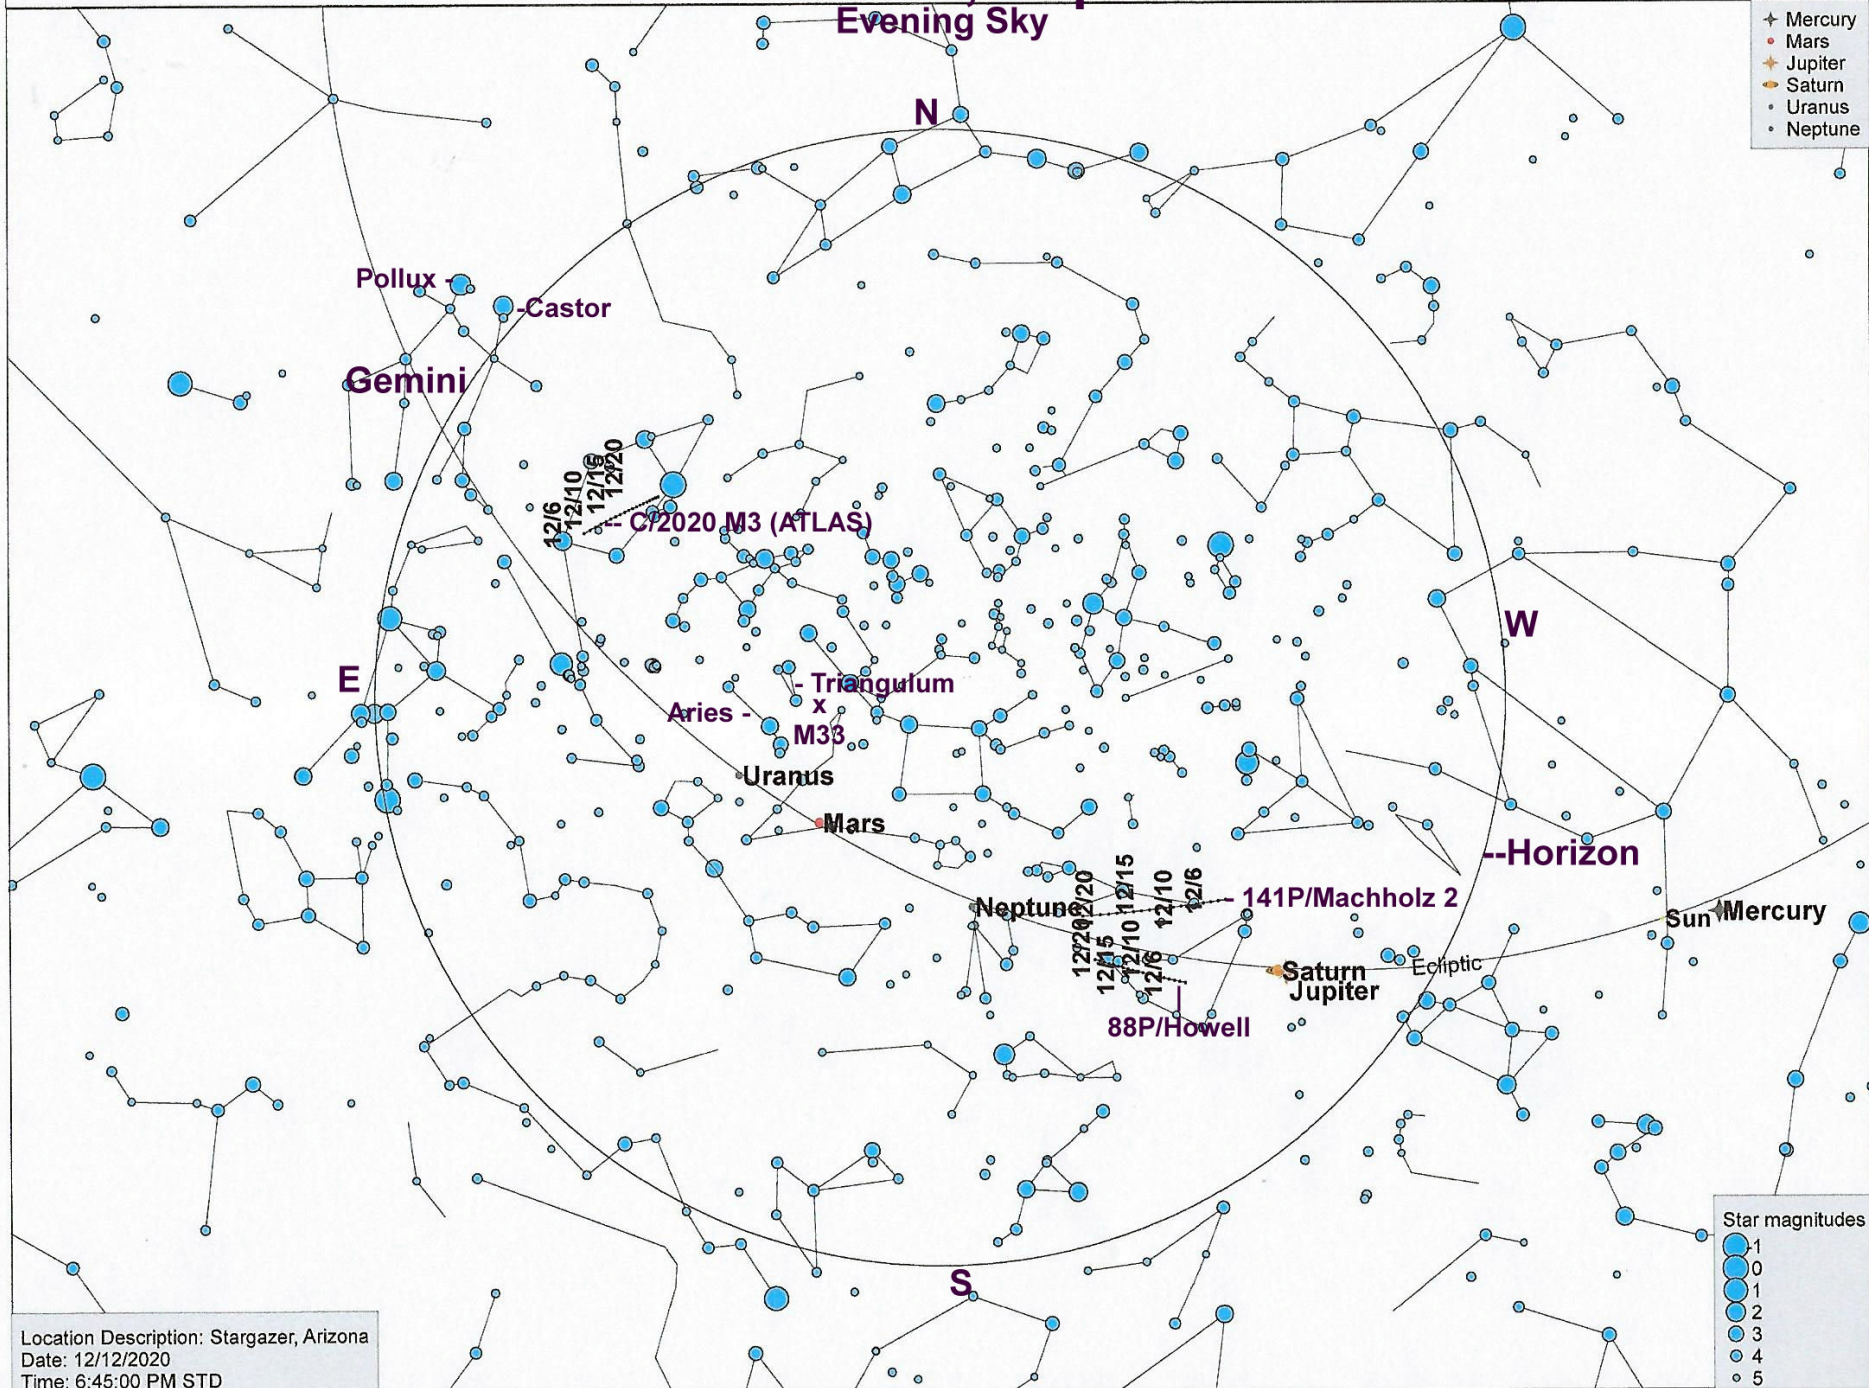 Evening Sky
Mercury
Mars
Jupiter
Saturn
Uranus
Neptune
N
Pollux -
-Castor
Gemini
12/6
12/10
12/15
12/20
-- C/2020 M3 (ATLAS)
W
E
- Triangulum
x
Aries -
M33
Uranus
Mars
--Horizon
12/20
12/15
12/10
12/6
- 141P/Machholz 2
Neptune
Sun
Mercury
12/20
12/15
12/10
12/6
Saturn
Ecliptic
Jupiter
88P/Howell
S
Star magnitudes
-1
0
1
2
3
4
5
Location Description: Stargazer, Arizona
Date: 12/12/2020
Time: 6:45:00 PM STD